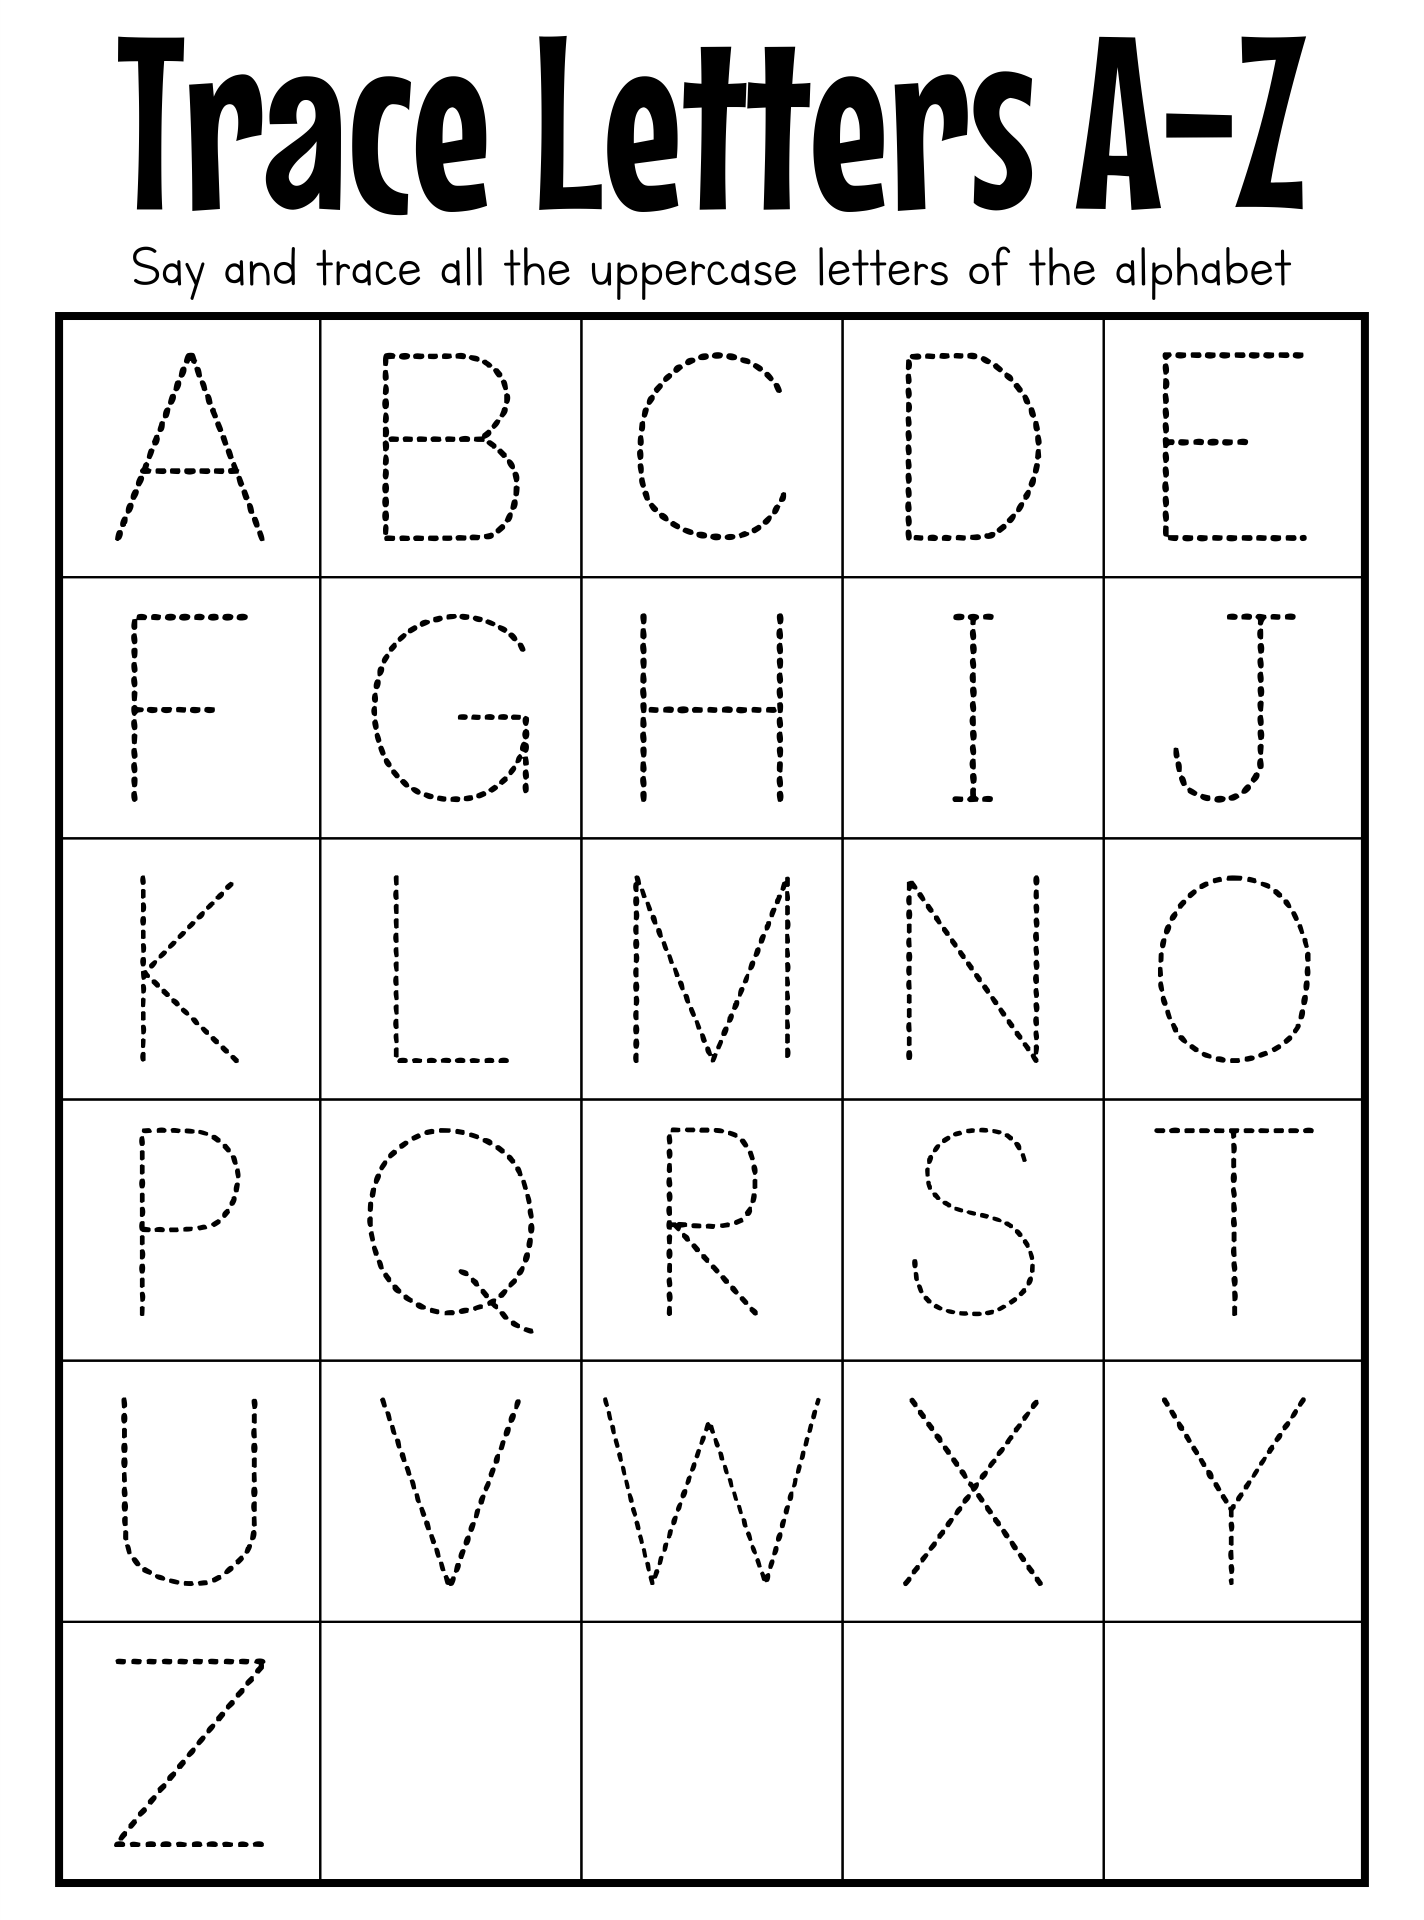 Trace Letters A-Z
Say and trace all the uppercase letters of the alphabet
A B C D E
F G H I J
K L M N O
P Q R S T
U V W X Y
Z